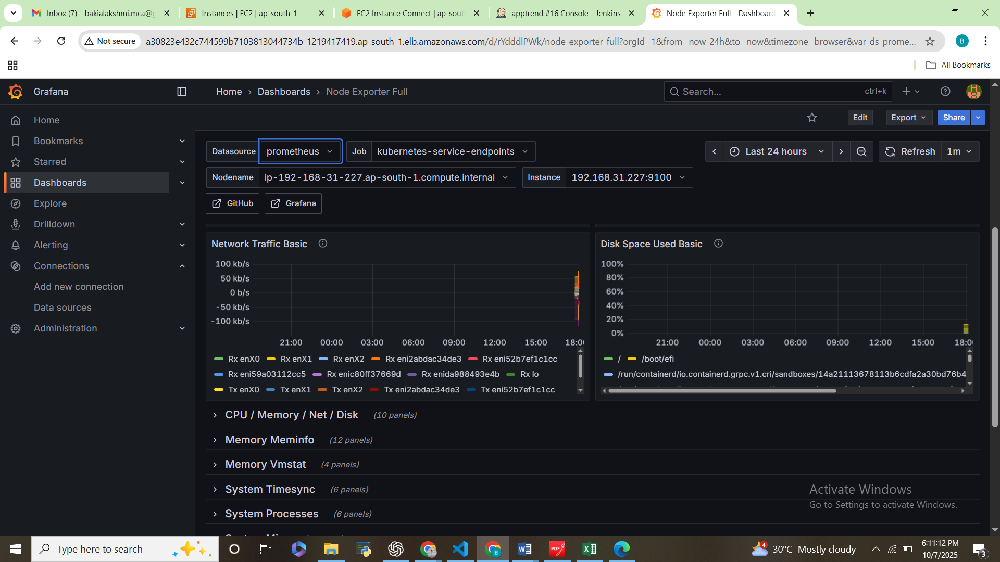 Inbox (7) - bakialakshmi.mca@g
Instances | EC2 | ap-south-1
EC2 Instance Connect | ap-sout
apptrend #16 Console - Jenkins
Node Exporter Full - Dashboard
Not secure
a30823e432c744599b7103813044734b-1219417419.ap-south-1.elb.amazonaws.com/d/rYdddlPWk/node-exporter-full?orgId=1&from=now-24h&to=now&timezone=browser&var-ds_prome...
B
All Bookmarks
Grafana
Home › Dashboards › Node Exporter Full
Search...
ctrl+k
Edit
Export
Share
Home
Bookmarks
Starred
Dashboards
Explore
Drilldown
Alerting
Connections
Add new connection
Data sources
Administration
Datasource prometheus
Job kubernetes-service-endpoints
Last 24 hours
Refresh 1m
Nodename ip-192-168-31-227.ap-south-1.compute.internal
Instance 192.168.31.227:9100
GitHub
Grafana
Network Traffic Basic
100 kb/s
50 kb/s
0 b/s
-50 kb/s
-100 kb/s
21:00 00:00 03:00 06:00 09:00 12:00 15:00 18:0
Rx enX0 Rx enX1 Rx enX2 Rx eni2abdac34de3 Rx eni52b7ef1c1cc
Rx eni59a03112cc5 Rx enic80ff37669d Rx enida988493e4b Rx lo
Tx enX0 Tx enX1 Tx enX2 Tx eni2abdac34de3 Tx eni52b7ef1c1cc
Disk Space Used Basic
100%
80%
60%
40%
20%
0%
21:00 00:00 03:00 06:00 09:00 12:00 15:00 18:0
/ /boot/efi
/run/containerd/io.containerd.grpc.v1.cri/sandboxes/14a21113678113b6cdfa2a30bd76b4
CPU / Memory / Net / Disk (10 panels)
Memory Meminfo (12 panels)
Memory Vmstat (4 panels)
System Timesync (6 panels)
System Processes (6 panels)
Activate Windows
Go to Settings to activate Windows.
Type here to search
4
30°C Mostly cloudy
6:11:12 PM
10/7/2025
3